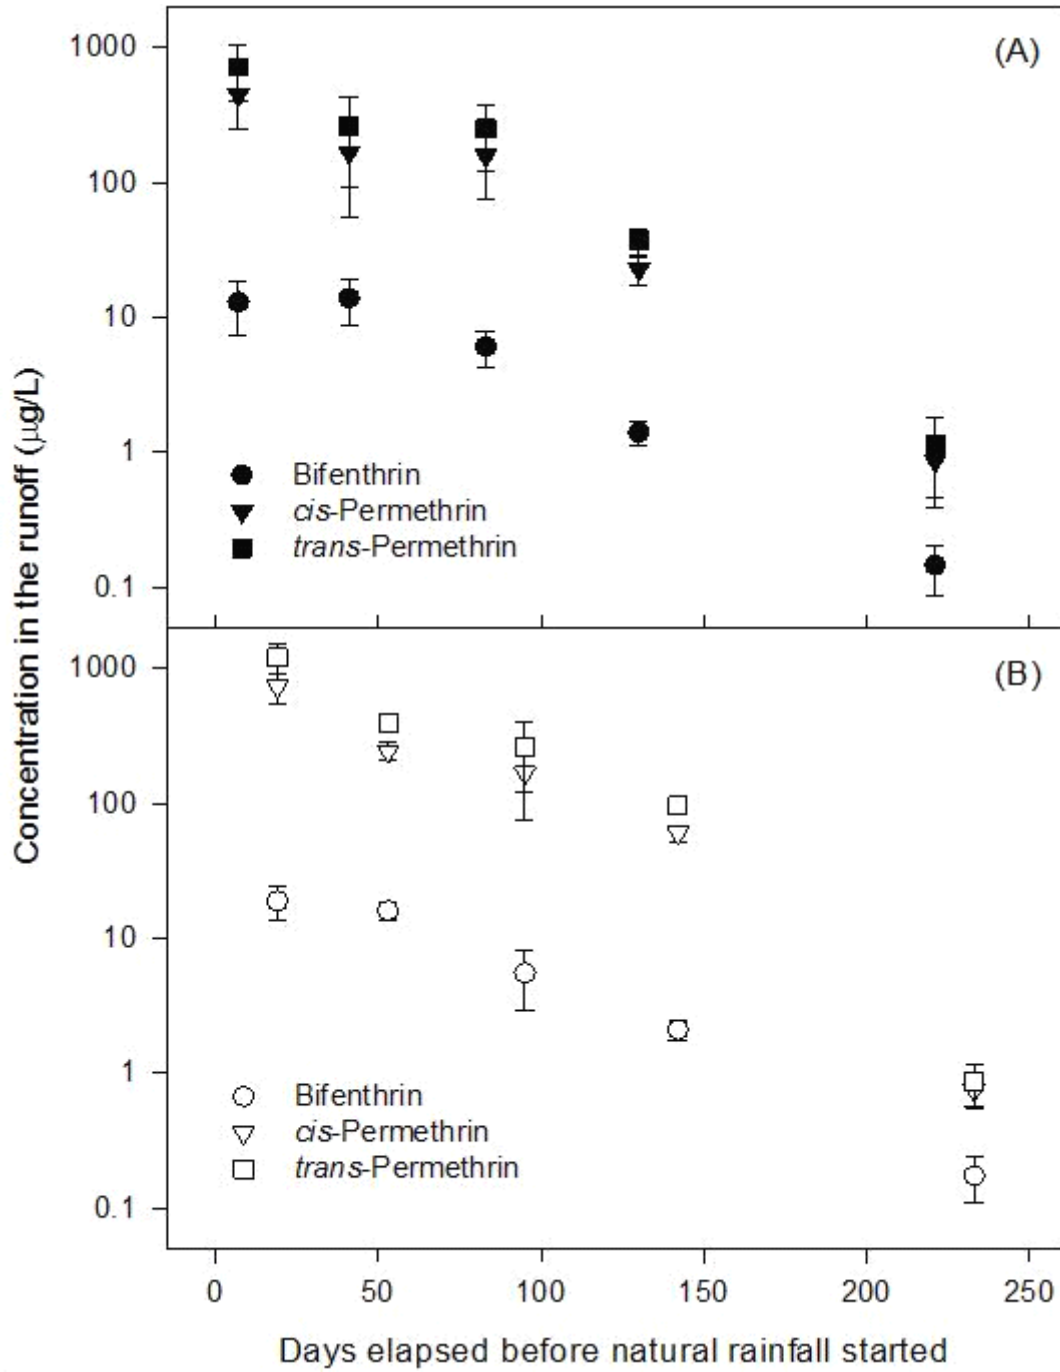 (A)
1000
100
10
1
0.1
Bifenthrin
cis-Permethrin
trans-Permethrin
Concentration in the runoff (μg/L)
(B)
1000
100
10
1
0.1
Bifenthrin
cis-Permethrin
trans-Permethrin
0 50 100 150 200 250
Days elapsed before natural rainfall started